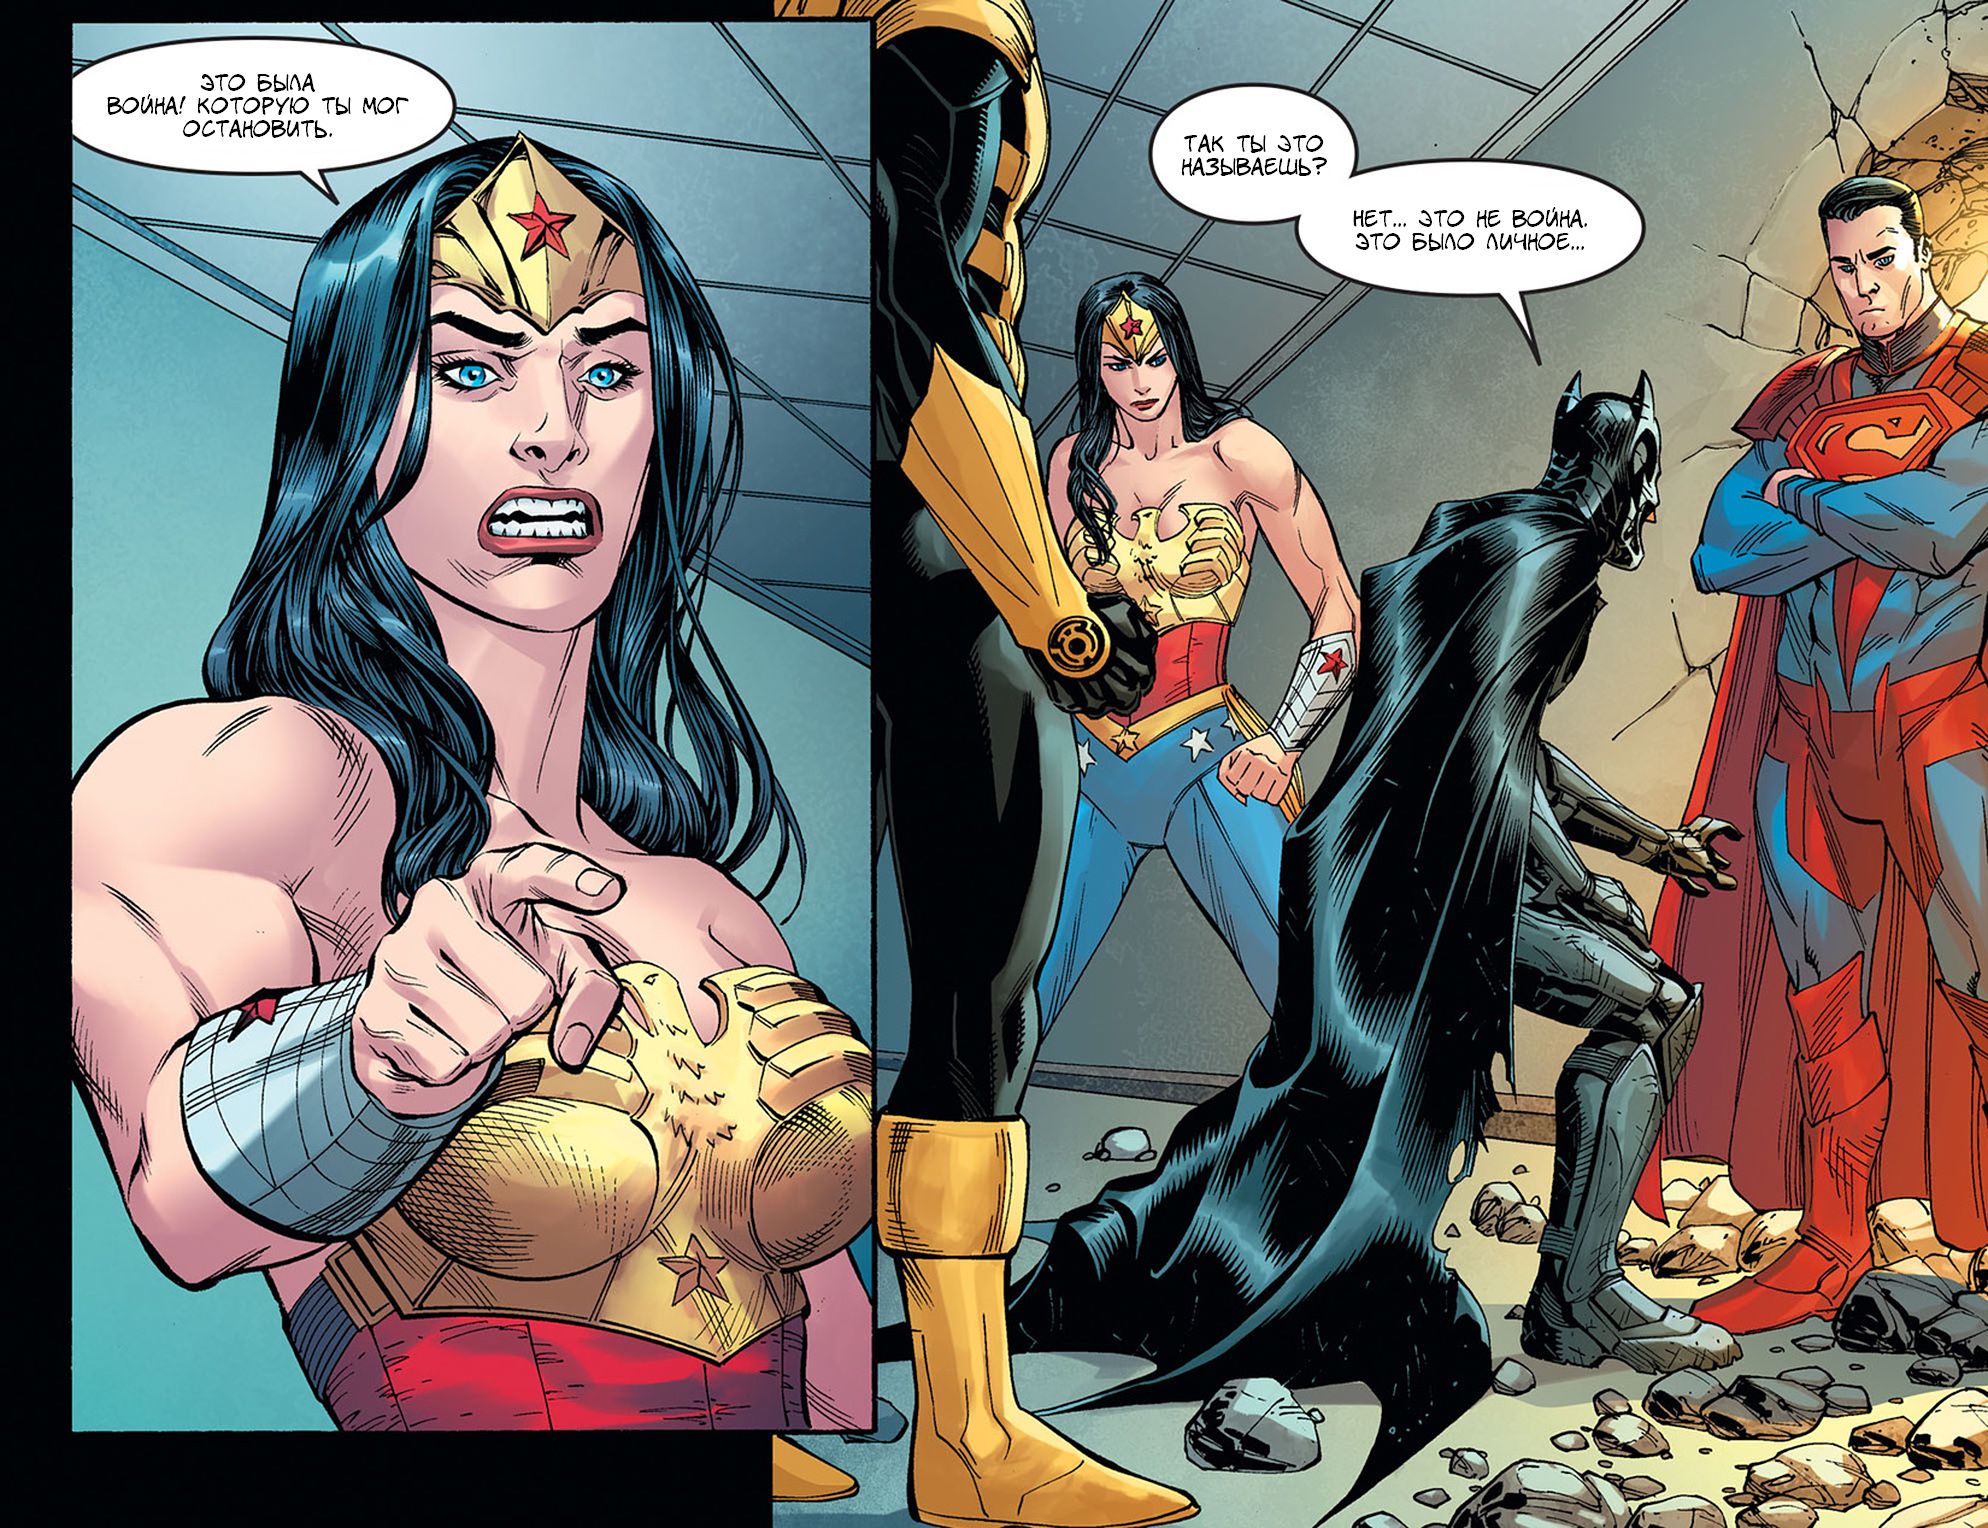 ЭТО БЫЛА
ВОЙНА! КОТОРУЮ ТЫ МОГ
ОСТАНОВИТЬ.
ТАК ТЫ ЭТО
НАЗЫВАЕШЬ?
НЕТ... ЭТО НЕ ВОЙНА.
ЭТО БЫЛО ЛИЧНОЕ...